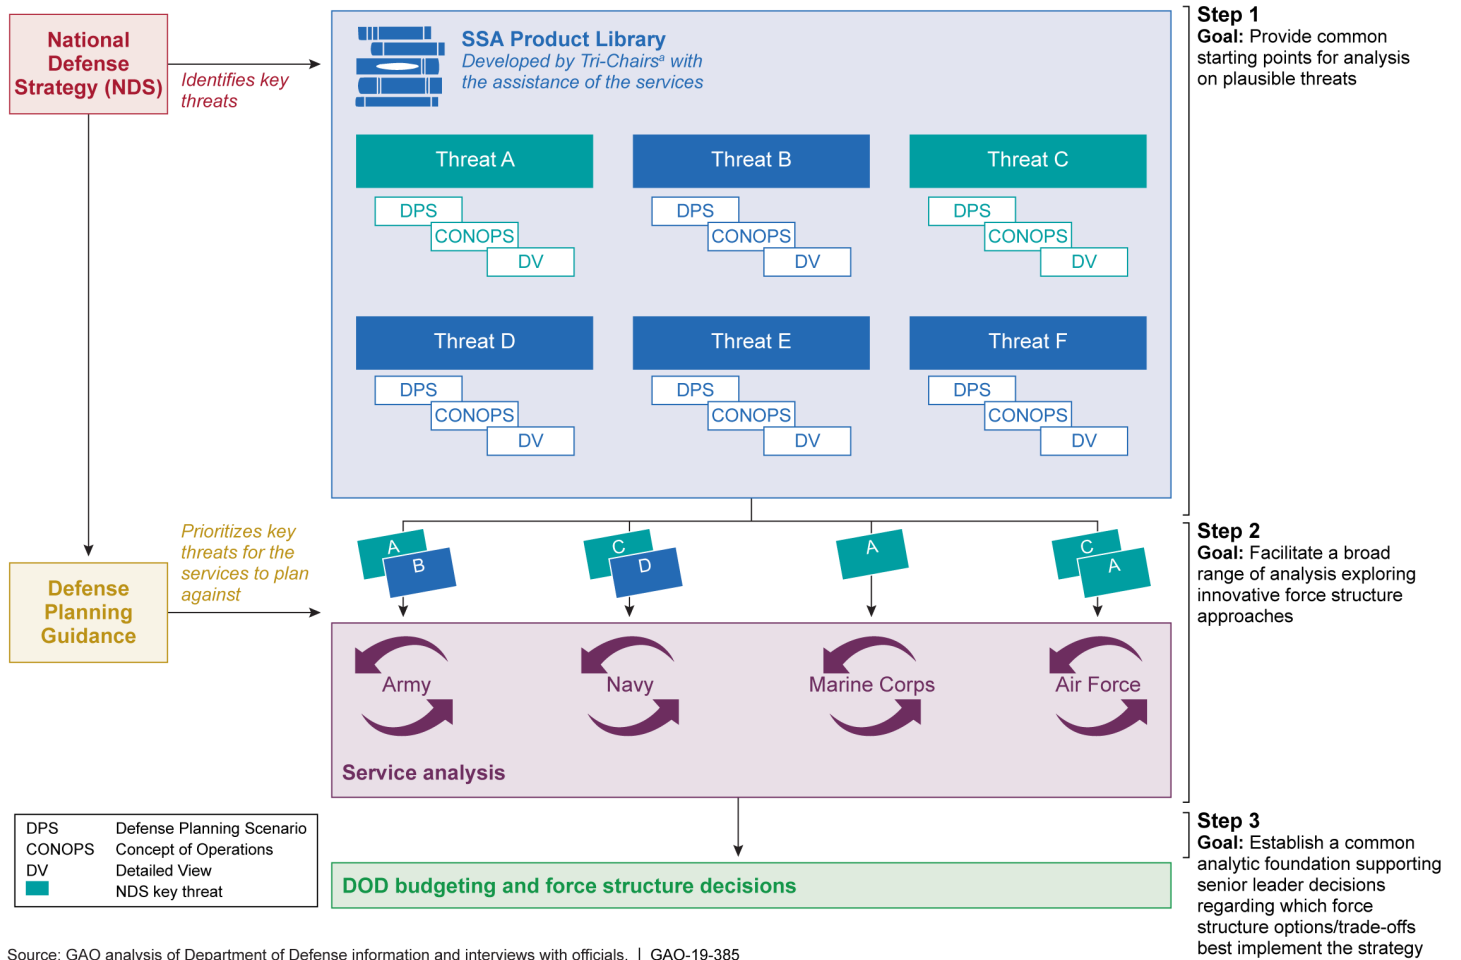 National
Defense
Strategy (NDS)
Identifies key
threats
SSA Product Library
Developed by Tri-Chairsᵃ with
the assistance of the services
Threat A
DPS
CONOPS
DV
Threat B
DPS
CONOPS
DV
Threat C
DPS
CONOPS
DV
Threat D
DPS
CONOPS
DV
Threat E
DPS
CONOPS
DV
Threat F
DPS
CONOPS
DV
Step 1
Goal: Provide common
starting points for analysis
on plausible threats
Prioritizes key
threats for the
services to plan
against
Defense
Planning
Guidance
A
B
C
D
A
C
A
Army
Navy
Marine Corps
Air Force
Service analysis
Step 2
Goal: Facilitate a broad
range of analysis exploring
innovative force structure
approaches
DOD budgeting and force structure decisions
Step 3
Goal: Establish a common
analytic foundation supporting
senior leader decisions
regarding which force
structure options/trade-offs
best implement the strategy
DPS Defense Planning Scenario
CONOPS Concept of Operations
DV Detailed View
NDS key threat
Source: GAO analysis of Department of Defense information and interviews with officials. | GAO-19-385